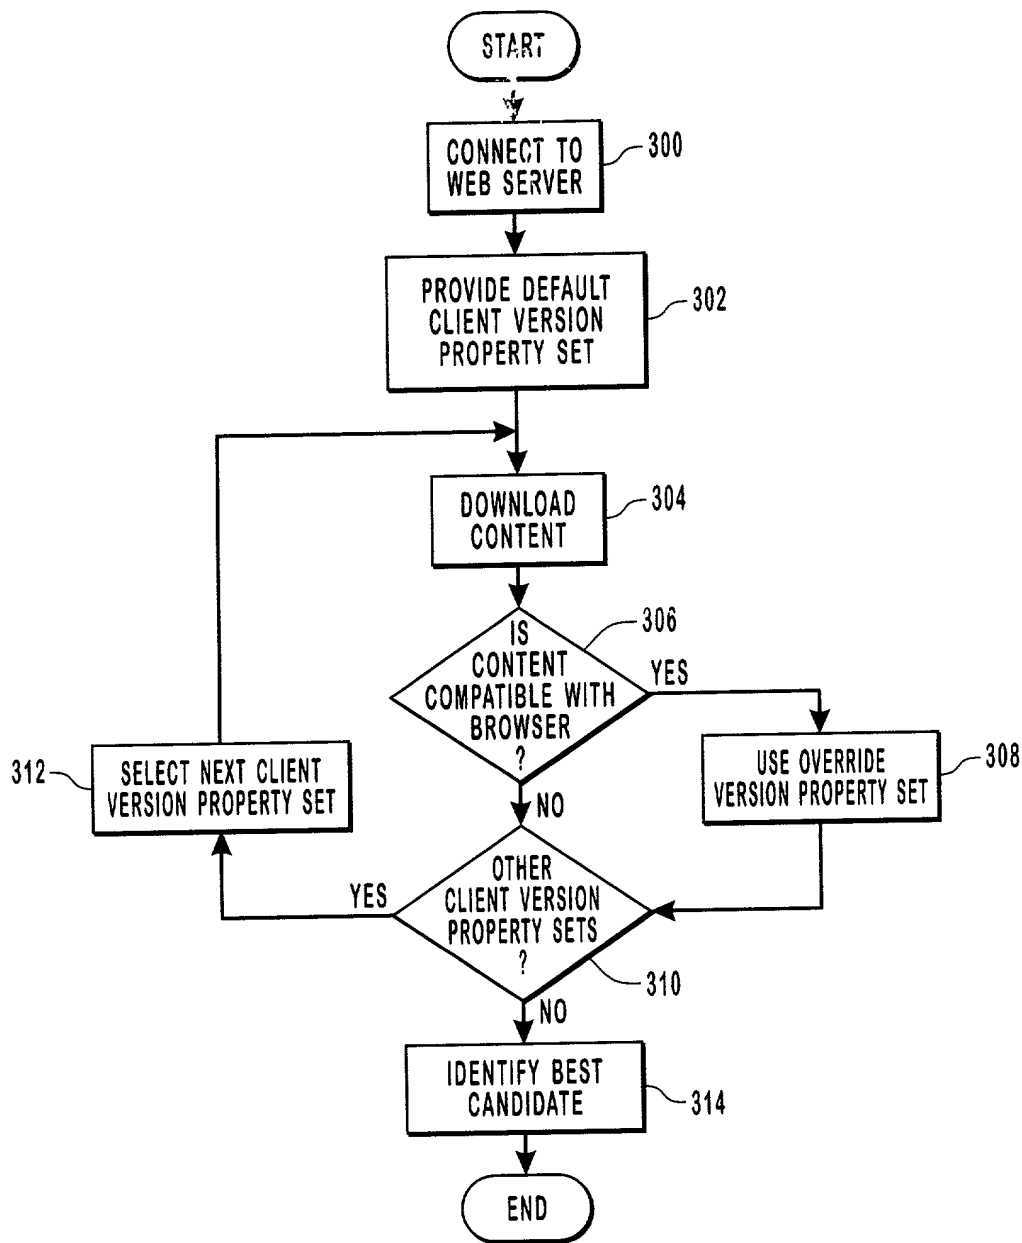 START
CONNECT TO
WEB SERVER
300
PROVIDE DEFAULT
CLIENT VERSION
PROPERTY SET
302
DOWNLOAD
CONTENT
304
IS
CONTENT
COMPATIBLE WITH
BROWSER
?
306
YES
NO
USE OVERRIDE
VERSION PROPERTY SET
308
312
SELECT NEXT CLIENT
VERSION PROPERTY SET
YES
OTHER
CLIENT VERSION
PROPERTY SETS
?
310
NO
IDENTIFY BEST
CANDIDATE
314
END